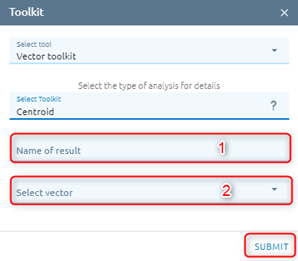 Toolkit ×
Select tool
Vector toolkit
Select the type of analysis for details
Select Toolkit
Centroid ?
Name of result 1
Select vector 2
SUBMIT